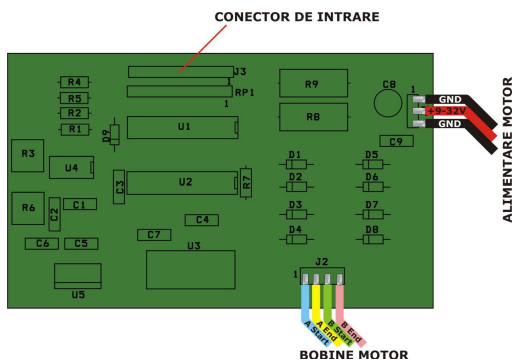 CONECTOR DE INTRARE
J3
1
RP1
1
R4
R5
R2
R1
D9
U1
R9
R8
C8
1
GND
+9-32V
GND
ALIMENTARE MOTOR
C9
R3
U4
C3
U2
R7
D1
D5
D2
D6
R6
C2
C1
D3
D7
C4
C7
D4
D8
C6
C5
U3
U5
J2
1
A Start
A End
B Start
B End
BOBINE MOTOR